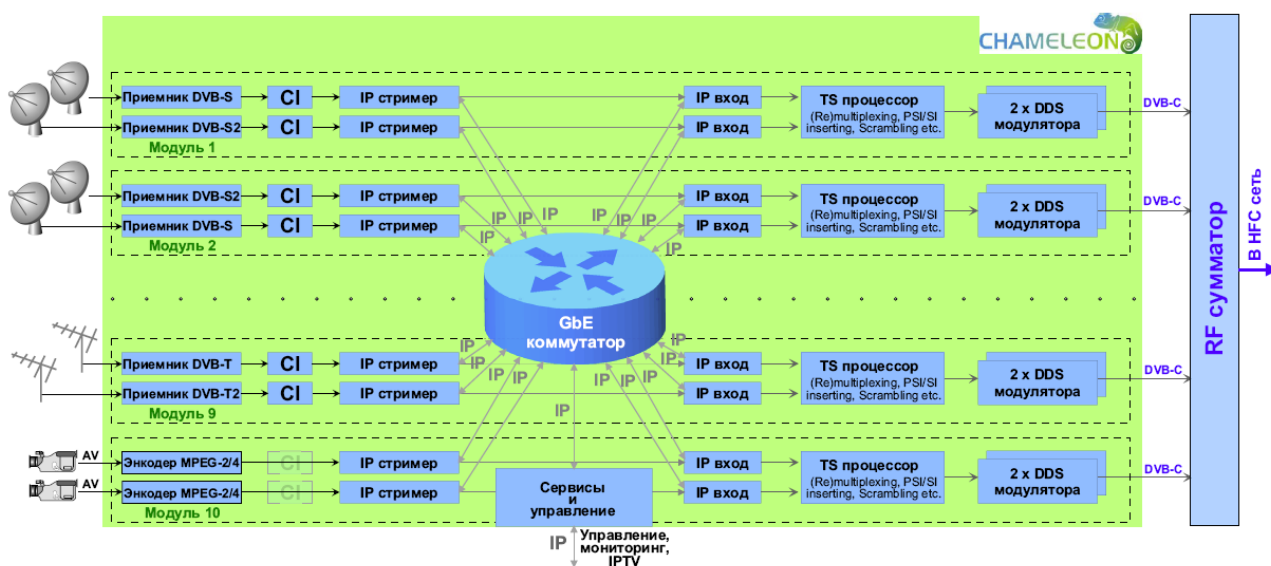 CHAMELEON
Приемник DVB-S
CI
IP стример
IP вход
TS процессор
(Re)multiplexing, PSI/SI
inserting, Scrambling etc.
2 x DDS
модулятора
DVB-C
Приемник DVB-S2
CI
IP стример
IP вход
Модуль 1
Приемник DVB-S2
CI
IP стример
IP вход
TS процессор
(Re)multiplexing, PSI/SI
inserting, Scrambling etc.
2 x DDS
модулятора
DVB-C
Приемник DVB-S
CI
IP стример
IP вход
Модуль 2
IP
IP
IP
IP
IP
IP
IP
IP
GbE
коммутатор
RF сумматор
В HFC сеть
Приемник DVB-T
CI
IP стример
IP вход
TS процессор
(Re)multiplexing, PSI/SI
inserting, Scrambling etc.
2 x DDS
модулятора
DVB-C
Приемник DVB-T2
CI
IP стример
IP вход
Модуль 9
IP
IP
IP
IP
IP
IP
IP
IP
IP
AV
Энкодер MPEG-2/4
CI
IP стример
IP вход
TS процессор
(Re)multiplexing, PSI/SI
inserting, Scrambling etc.
2 x DDS
модулятора
DVB-C
AV
Энкодер MPEG-2/4
CI
IP стример
IP вход
Модуль 10
Сервисы
и
управление
IP
Управление,
мониторинг,
IPTV